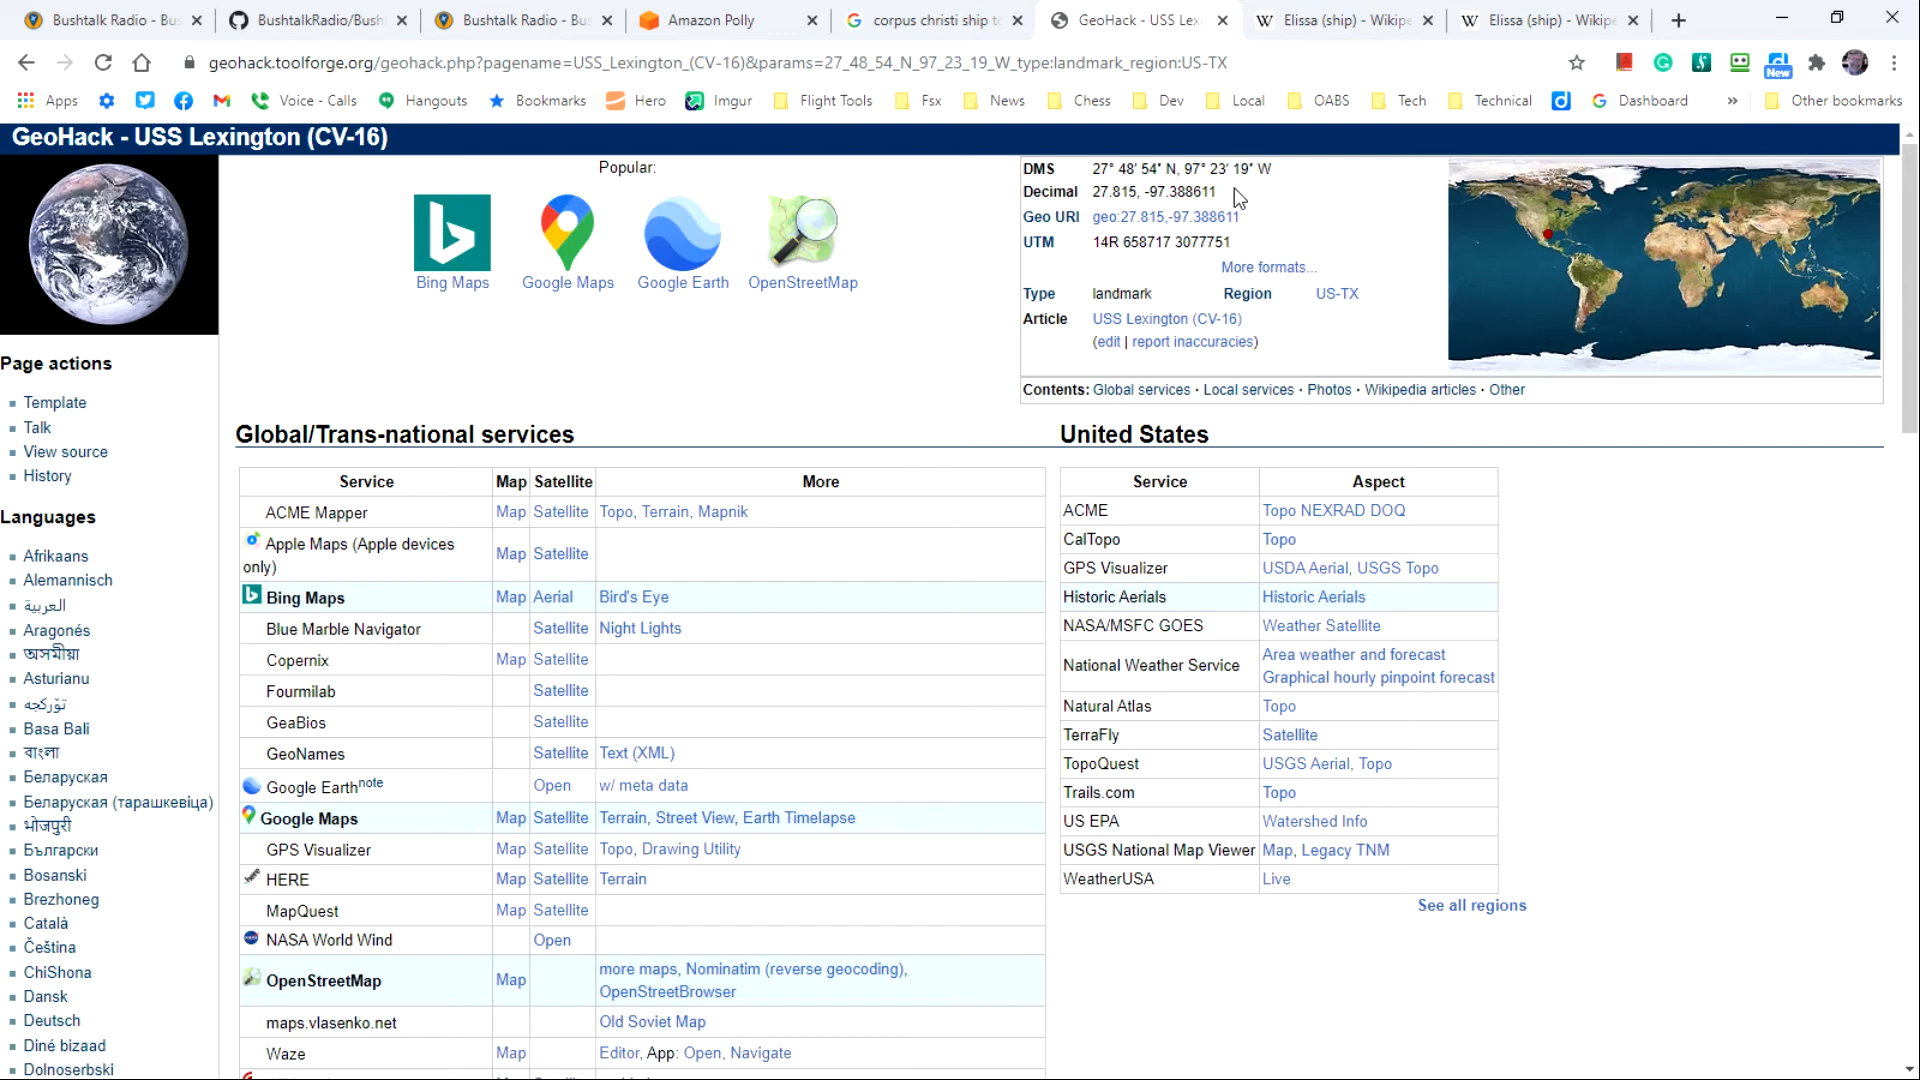 Bushtalk Radio - Bus
BushtalkRadio/Bush
Bushtalk Radio - Bus
Amazon Polly
corpus christi ship to
GeoHack - USS Lexi
Elissa (ship) - Wikipe
Elissa (ship) - Wikipe
geohack.toolforge.org/geohack.php?pagename=USS_Lexington_(CV-16)&params=27_48_54_N_97_23_19_W_type:landmark_region:US-TX
New
Apps
Voice - Calls
Hangouts
Bookmarks
Hero
Imgur
Flight Tools
Fsx
News
Chess
Dev
Local
OABS
Tech
Technical
Dashboard
»
Other bookmarks
GeoHack - USS Lexington (CV-16)
Popular:
Bing Maps
Google Maps
Google Earth
OpenStreetMap
DMS 27° 48′ 54″ N, 97° 23′ 19″ W
Decimal 27.815, -97.388611
Geo URI geo:27.815,-97.388611
UTM 14R 658717 3077751
More formats...
Type landmark Region US-TX
Article USS Lexington (CV-16)
(edit | report inaccuracies)
Contents: Global services · Local services · Photos · Wikipedia articles · Other
Page actions
Template
Talk
View source
History
Languages
Afrikaans
Alemannisch
العربية
Aragonés
অসমীয়া
Asturianu
تۆرکجه
Basa Bali
বাংলা
Беларуская
Беларуская (тарашкевіца)
भोजपुरी
Български
Bosanski
Brezhoneg
Català
Čeština
ChiShona
Dansk
Deutsch
Diné bizaad
Dolnoserbski
Global/Trans-national services
Service Map Satellite More
ACME Mapper Map Satellite Topo, Terrain, Mapnik
Apple Maps (Apple devices
only) Map Satellite
Bing Maps Map Aerial Bird's Eye
Blue Marble Navigator Satellite Night Lights
Copernix Map Satellite
Fourmilab Satellite
GeaBios Satellite
GeoNames Satellite Text (XML)
Google Earth note Open w/ meta data
Google Maps Map Satellite Terrain, Street View, Earth Timelapse
GPS Visualizer Map Satellite Topo, Drawing Utility
HERE Map Satellite Terrain
MapQuest Map Satellite
NASA World Wind Open
OpenStreetMap Map more maps, Nominatim (reverse geocoding),
OpenStreetBrowser
maps.vlasenko.net Old Soviet Map
Waze Map Editor, App: Open, Navigate
United States
Service Aspect
ACME Topo NEXRAD DOQ
CalTopo Topo
GPS Visualizer USDA Aerial, USGS Topo
Historic Aerials Historic Aerials
NASA/MSFC GOES Weather Satellite
National Weather Service Area weather and forecast
Graphical hourly pinpoint forecast
Natural Atlas Topo
TerraFly Satellite
TopoQuest USGS Aerial, Topo
Trails.com Topo
US EPA Watershed Info
USGS National Map Viewer Map, Legacy TNM
WeatherUSA Live
See all regions